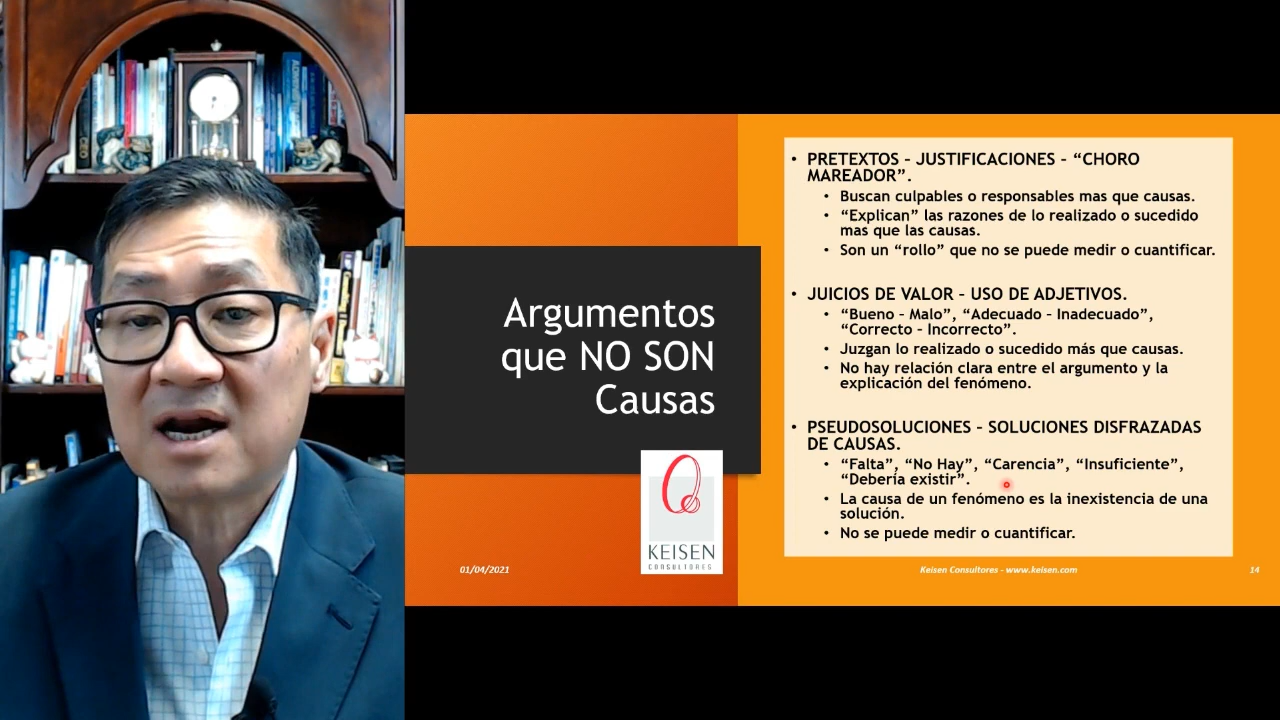 Argumentos
que NO SON
Causas
KEISEN
CONSULTORES
01/04/2021
• PRETEXTOS – JUSTIFICACIONES – “CHORO
MAREADOR”.
• Buscan culpables o responsables mas que causas.
• “Explican” las razones de lo realizado o sucedido
mas que las causas.
• Son un “rollo” que no se puede medir o cuantificar.
• JUICIOS DE VALOR – USO DE ADJETIVOS.
• “Bueno – Malo”, “Adecuado – Inadecuado”,
“Correcto – Incorrecto”.
• Juzgan lo realizado o sucedido más que causas.
• No hay relación clara entre el argumento y la
explicación del fenómeno.
• PSEUDOSOLUCIONES – SOLUCIONES DISFRAZADAS
DE CAUSAS.
• “Falta”, “No Hay”, “Carencia”, “Insuficiente”,
“Debería existir”.
• La causa de un fenómeno es la inexistencia de una
solución.
• No se puede medir o cuantificar.
Keisen Consultores - www.keisen.com
14